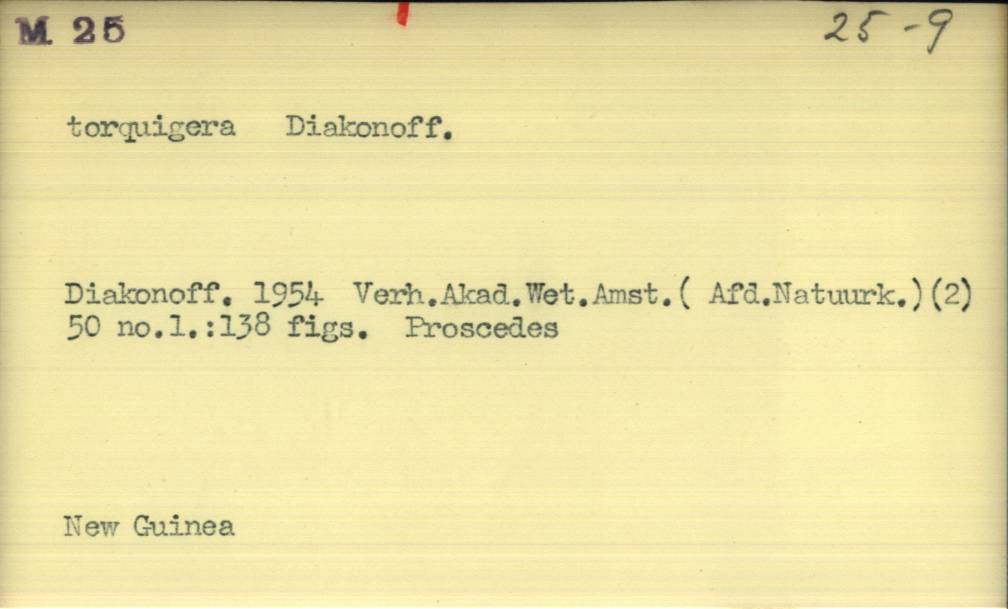 M 25
25-9
torquigera Diakonoff.
Diakonoff. 1954 Verh.Akad.Wet.Amst.( Afd.Natuurk.)(2)
50 no.1.:138 figs. Proscedes
New Guinea